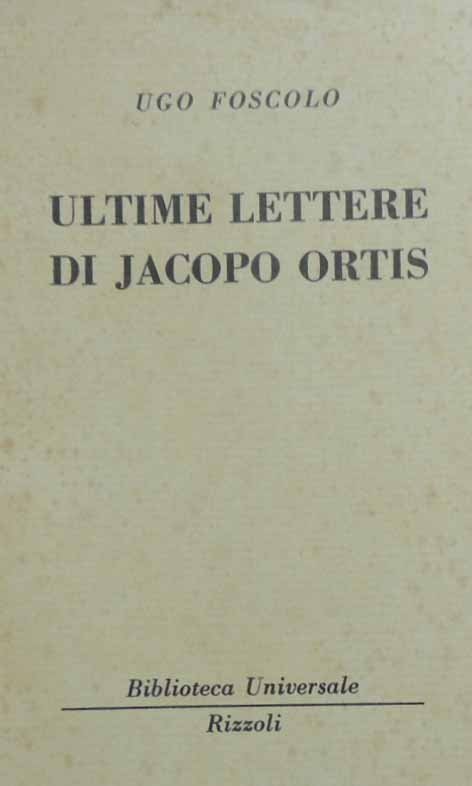 UGO FOSCOLO
ULTIME LETTERE
DI JACOPO ORTIS
Biblioteca Universale
Rizzoli